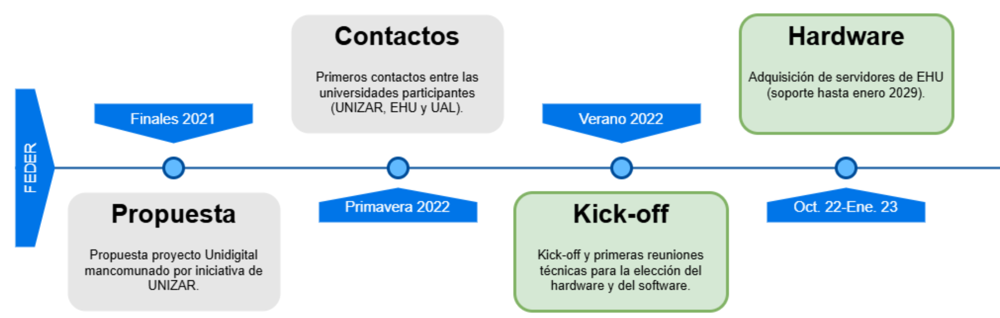 FEDER
Finales 2021
Propuesta
Propuesta proyecto Unidigital
mancomunado por iniciativa de
UNIZAR.
Contactos
Primeros contactos entre las
universidades participantes
(UNIZAR, EHU y UAL).
Primavera 2022
Verano 2022
Kick-off
Kick-off y primeras reuniones
técnicas para la elección del
hardware y del software.
Hardware
Adquisición de servidores de EHU
(soporte hasta enero 2029).
Oct. 22-Ene. 23